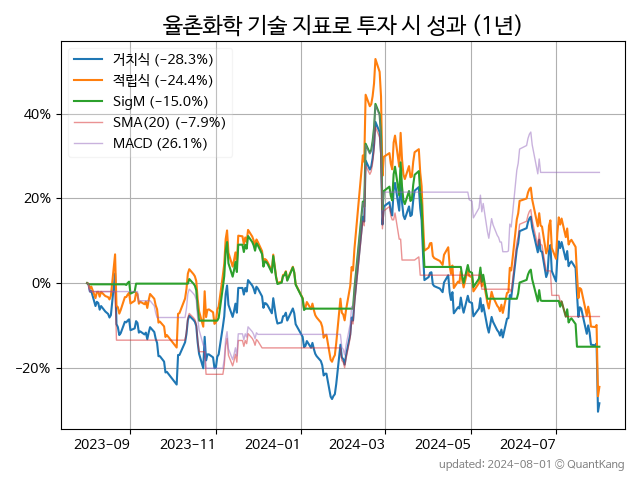 율촌화학 기술 지표로 투자 시 성과 (1년)
거치식 (−28.3%)
적립식 (−24.4%)
SigM (−15.0%)
SMA(20) (−7.9%)
MACD (26.1%)
40%
20%
0%
−20%
2023-09
2023-11
2024-01
2024-03
2024-05
2024-07
updated: 2024-08-01 © QuantKang